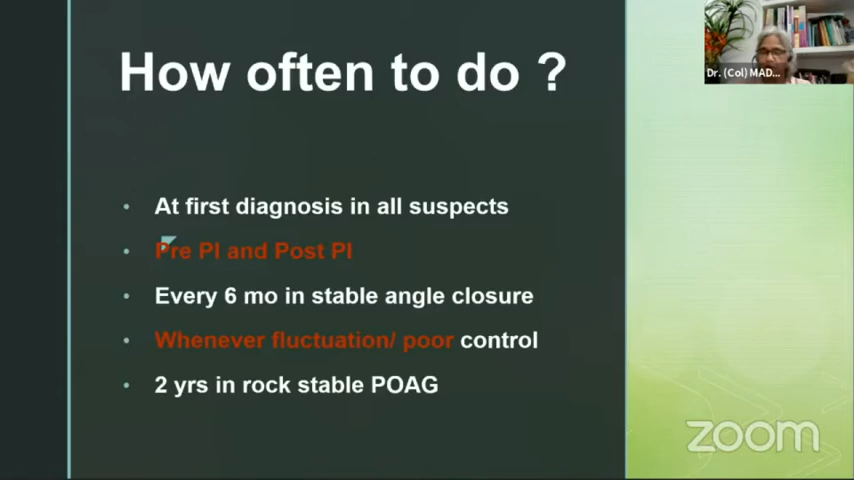 How often to do ?
Dr. (Col) MAD...
• At first diagnosis in all suspects
• Pre PI and Post PI
• Every 6 mo in stable angle closure
• Whenever fluctuation/ poor control
• 2 yrs in rock stable POAG
zoom